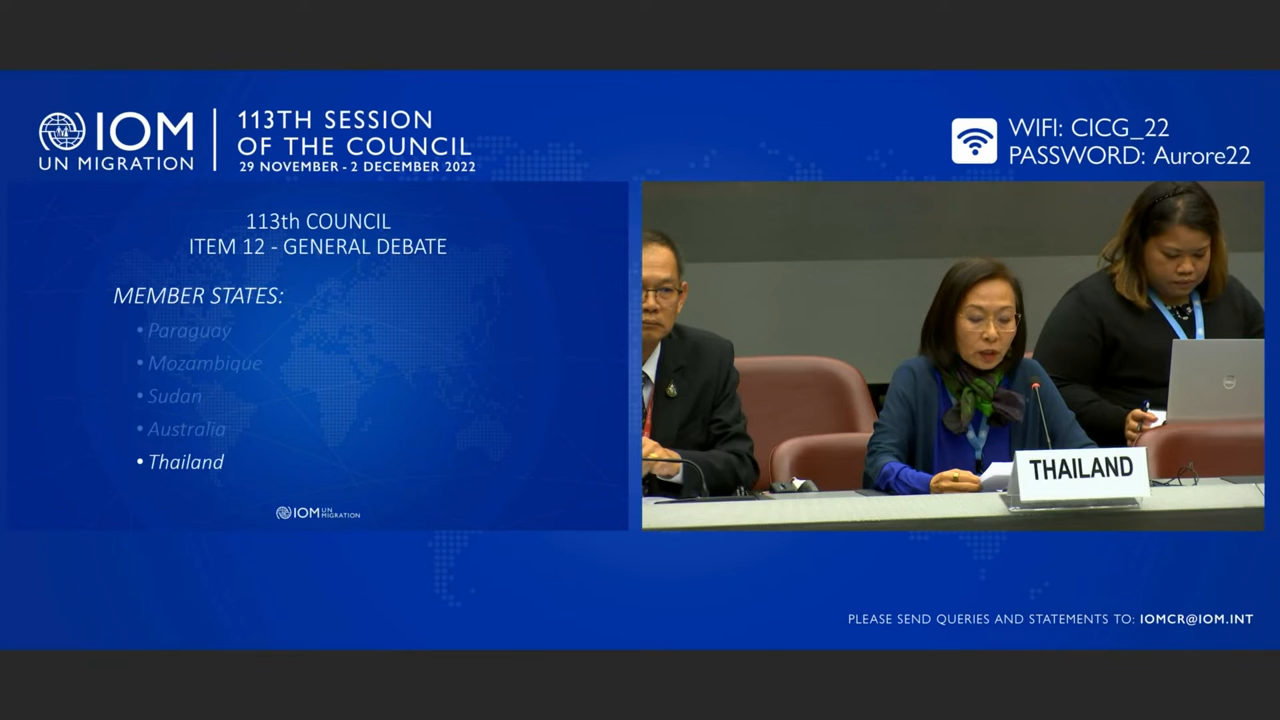 IOM
UN MIGRATION
113TH SESSION
OF THE COUNCIL
29 NOVEMBER - 2 DECEMBER 2022
WIFI: CICG_22
PASSWORD: Aurore22
113th COUNCIL
ITEM 12 - GENERAL DEBATE
MEMBER STATES:
• Paraguay
• Mozambique
• Sudan
• Australia
• Thailand
IOM UN MIGRATION
THAILAND
DELL
PLEASE SEND QUERIES AND STATEMENTS TO: IOMCR@IOM.INT